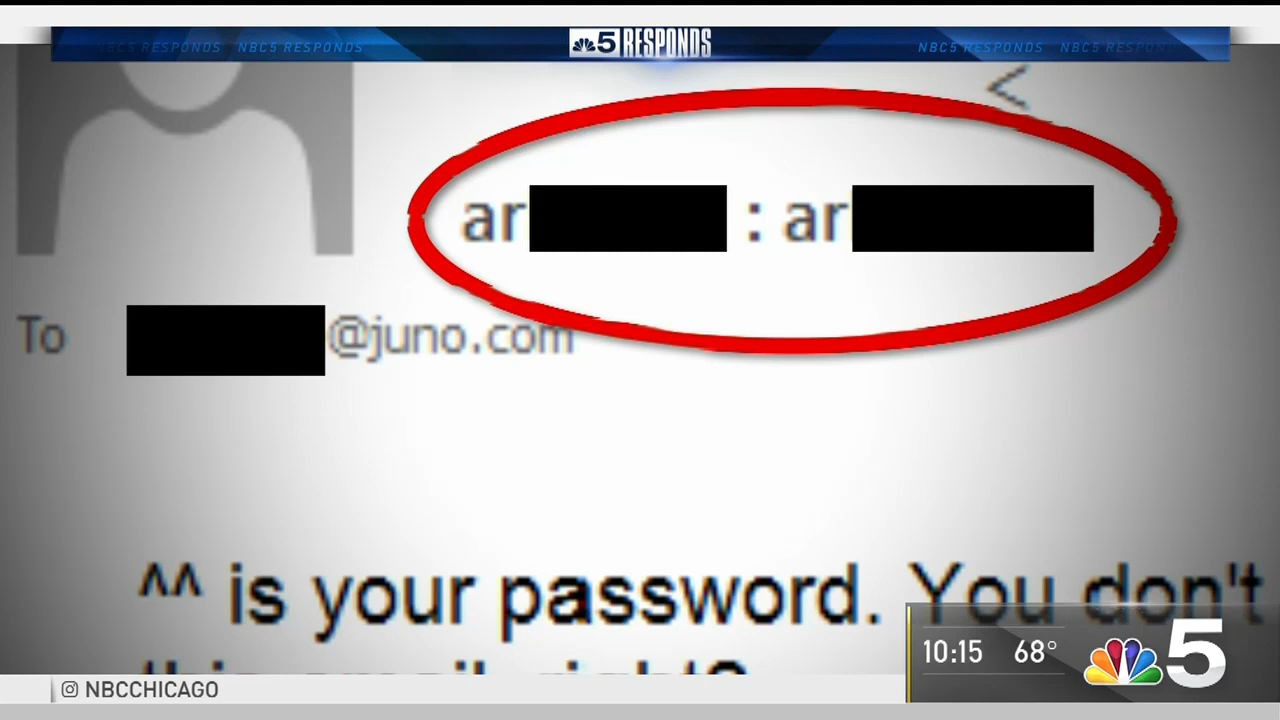 NBC5 RESPONDS NBC5 RESPONDS 5 RESPONDS NBC5 RESPONDS NBC5
<
ar : ar
To @juno.com
^^ is your password. You don't
10:15 68° 5
NBCCHICAGO